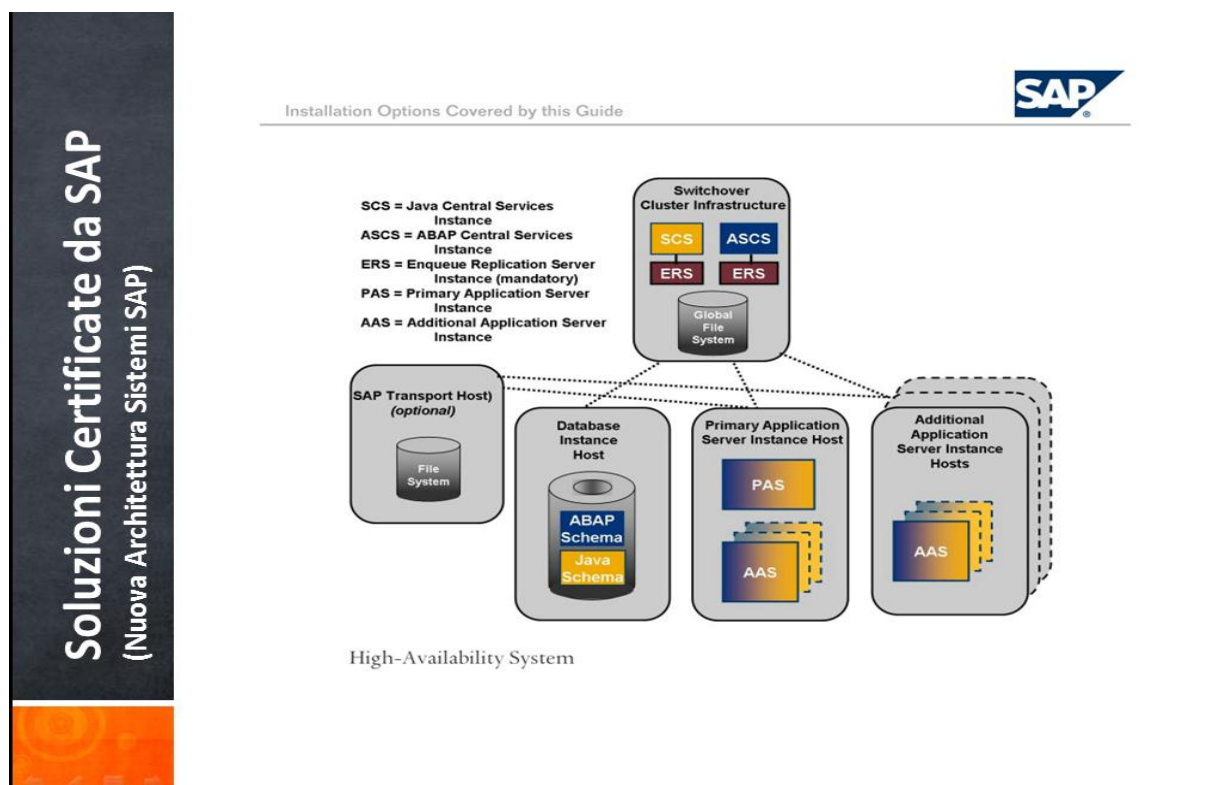 Soluzioni Certificate da SAP
(Nuova Architettura Sistemi SAP)
Installation Options Covered by this Guide
SAP
®
SCS = Java Central Services
Instance
ASCS = ABAP Central Services
Instance
ERS = Enqueue Replication Server
Instance (mandatory)
PAS = Primary Application Server
Instance
AAS = Additional Application Server
Instance
Switchover
Cluster Infrastructure
SCS
ASCS
ERS
ERS
Global
File
System
SAP Transport Host)
(optional)
File
System
Database
Instance
Host
ABAP
Schema
Java
Schema
Primary Application
Server Instance Host
PAS
AAS
Additional
Application
Server Instance
Hosts
AAS
High-Availability System